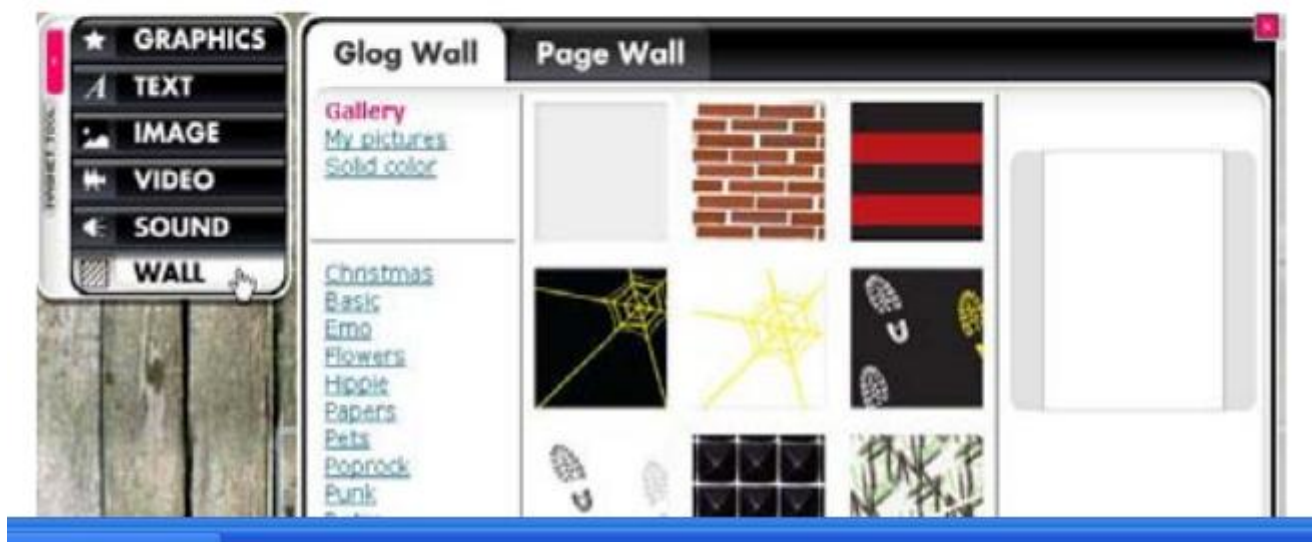 GRAPHICS
TEXT
IMAGE
VIDEO
SOUND
WALL
Glog Wall
Page Wall
Gallery
My pictures
Solid color
Christmas
Basic
Emo
Flowers
Hippie
Papers
Pets
Poprock
Punk